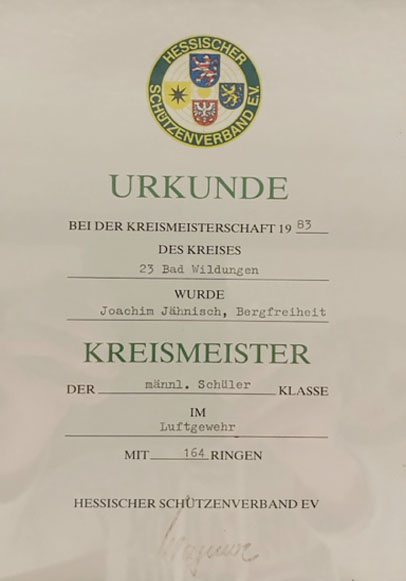 HESSISCHER
SCHÜTZENVERBAND E.V.
URKUNDE
BEI DER KREISMEISTERSCHAFT 19 83
DES KREISES
23 Bad Wildungen
WURDE
Joachim Jähnisch, Bergfreiheit
KREISMEISTER
DER männl. Schüler KLASSE
IM
Luftgewehr
MIT 164 RINGEN
HESSISCHER SCHÜTZENVERBAND EV